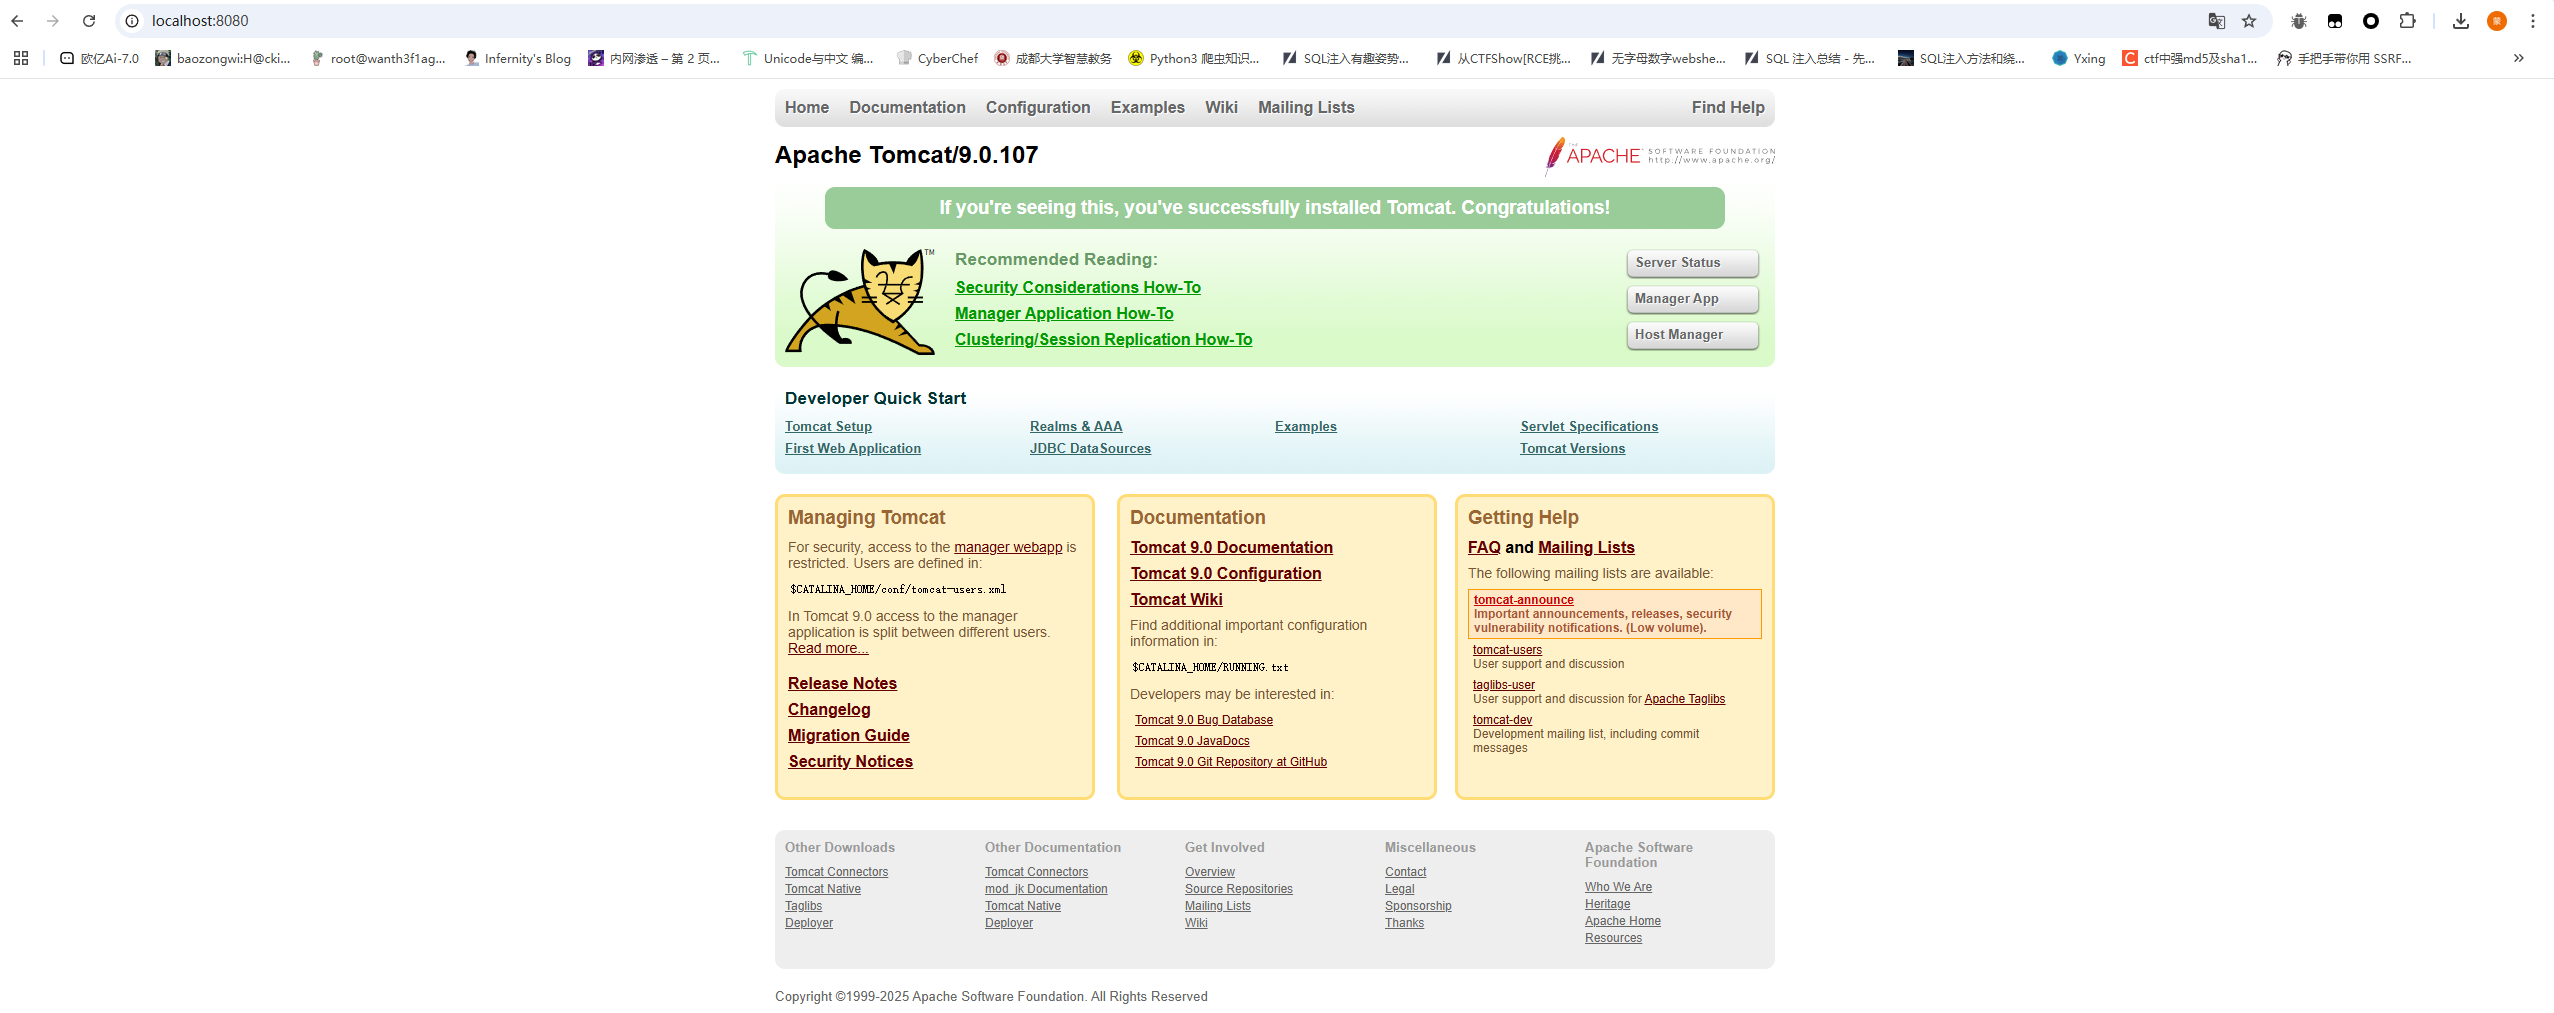 localhost:8080
欧亿Ai-7.0 baozongwi:H@cki... root@wanth3f1ag... Infernity's Blog 内网渗透 – 第 2 页... Unicode与中文 编... CyberChef 成都大学智慧教务 Python3 爬虫知识... SQL注入有趣姿势... 从CTFShow[RCE挑... 无字母数字webshe... SQL 注入总结 - 先... SQL注入方法和绕... Yxing ctf中强md5及sha1... 手把手带你用 SSRF...
Home Documentation Configuration Examples Wiki Mailing Lists Find Help
Apache Tomcat/9.0.107
THE APACHE SOFTWARE FOUNDATION
http://www.apache.org/
If you're seeing this, you've successfully installed Tomcat. Congratulations!
TM
Recommended Reading:
Security Considerations How-To
Manager Application How-To
Clustering/Session Replication How-To
Server Status
Manager App
Host Manager
Developer Quick Start
Tomcat Setup
First Web Application
Realms & AAA
JDBC DataSources
Examples
Servlet Specifications
Tomcat Versions
Managing Tomcat
For security, access to the manager webapp is
restricted. Users are defined in:
$CATALINA_HOME/conf/tomcat-users.xml
In Tomcat 9.0 access to the manager
application is split between different users.
Read more...
Release Notes
Changelog
Migration Guide
Security Notices
Documentation
Tomcat 9.0 Documentation
Tomcat 9.0 Configuration
Tomcat Wiki
Find additional important configuration
information in:
$CATALINA_HOME/RUNNING.txt
Developers may be interested in:
Tomcat 9.0 Bug Database
Tomcat 9.0 JavaDocs
Tomcat 9.0 Git Repository at GitHub
Getting Help
FAQ and Mailing Lists
The following mailing lists are available:
tomcat-announce
Important announcements, releases, security
vulnerability notifications. (Low volume).
tomcat-users
User support and discussion
taglibs-user
User support and discussion for Apache Taglibs
tomcat-dev
Development mailing list, including commit
messages
Other Downloads
Tomcat Connectors
Tomcat Native
Taglibs
Deployer
Other Documentation
Tomcat Connectors
mod_jk Documentation
Tomcat Native
Deployer
Get Involved
Overview
Source Repositories
Mailing Lists
Wiki
Miscellaneous
Contact
Legal
Sponsorship
Thanks
Apache Software
Foundation
Who We Are
Heritage
Apache Home
Resources
Copyright ©1999-2025 Apache Software Foundation. All Rights Reserved